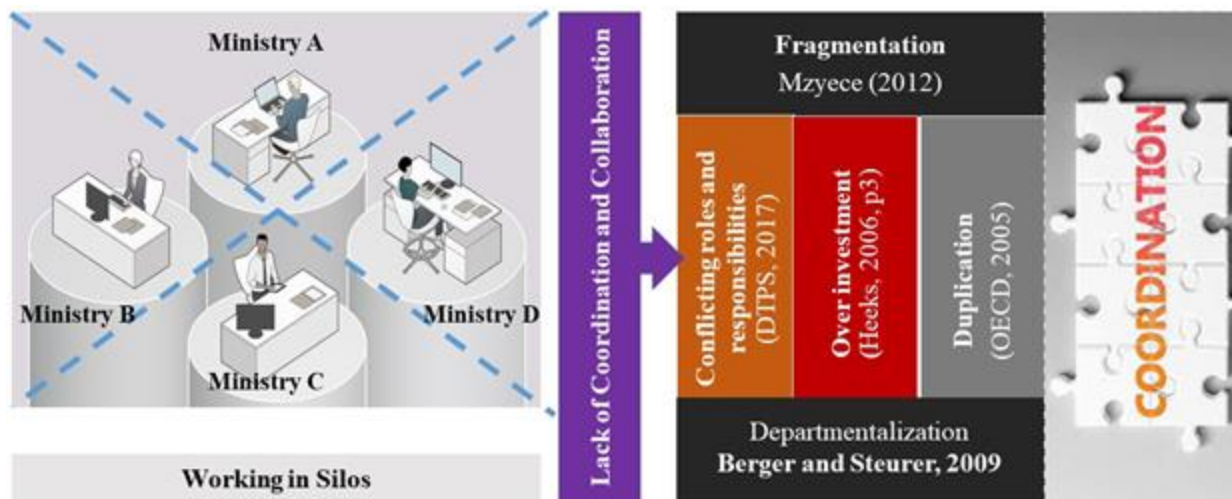 Ministry A
Ministry B
Ministry D
Ministry C
Working in Silos
Lack of Coordination and Collaboration
Fragmentation
Mzyece (2012)
Conflicting roles and
responsibilities
(DTPS, 2017)
Over investment
(Heeks, 2006, p3)
Duplication
(OECD, 2005)
Departmentalization
Berger and Steurer, 2009
COORDINATION